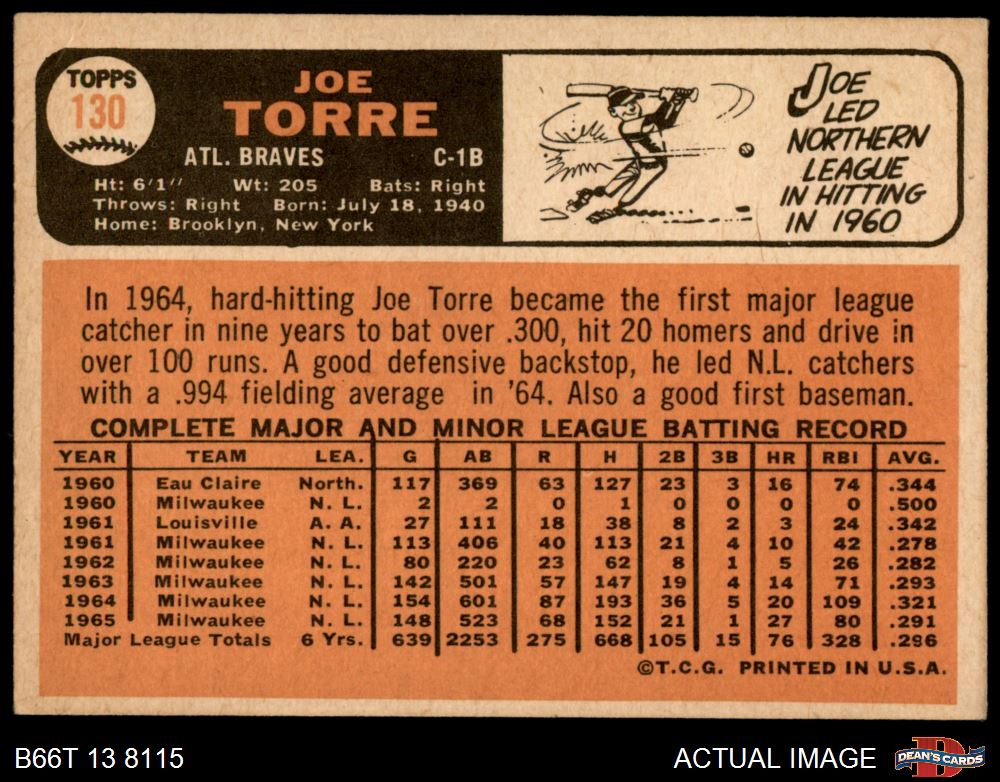 TOPPS
130
JOE
TORRE
ATL. BRAVES C-1B
Ht: 6'1" Wt: 205 Bats: Right
Throws: Right Born: July 18, 1940
Home: Brooklyn, New York
JOE
LED
NORTHERN
LEAGUE
IN HITTING
IN 1960
In 1964, hard-hitting Joe Torre became the first major league
catcher in nine years to bat over .300, hit 20 homers and drive in
over 100 runs. A good defensive backstop, he led N.L. catchers
with a .994 fielding average in '64. Also a good first baseman.
COMPLETE MAJOR AND MINOR LEAGUE BATTING RECORD
YEAR TEAM LEA. G AB R H 2B 3B HR RBI AVG.
1960 Eau Claire North. 117 369 63 127 23 3 16 74 .344
1960 Milwaukee N. L. 2 2 0 1 0 0 0 0 .500
1961 Louisville A. A. 27 111 18 38 8 2 3 24 .342
1961 Milwaukee N. L. 113 406 40 113 21 4 10 42 .278
1962 Milwaukee N. L. 80 220 23 62 8 1 5 26 .282
1963 Milwaukee N. L. 142 501 57 147 19 4 14 71 .293
1964 Milwaukee N. L. 154 601 87 193 36 5 20 109 .321
1965 Milwaukee N. L. 148 523 68 152 21 1 27 80 .291
Major League Totals 6 Yrs. 639 2253 275 668 105 15 76 328 .296
©T.C.G. PRINTED IN U.S.A.
B66T 13 8115 ACTUAL IMAGE
D
DEAN'S CARDS